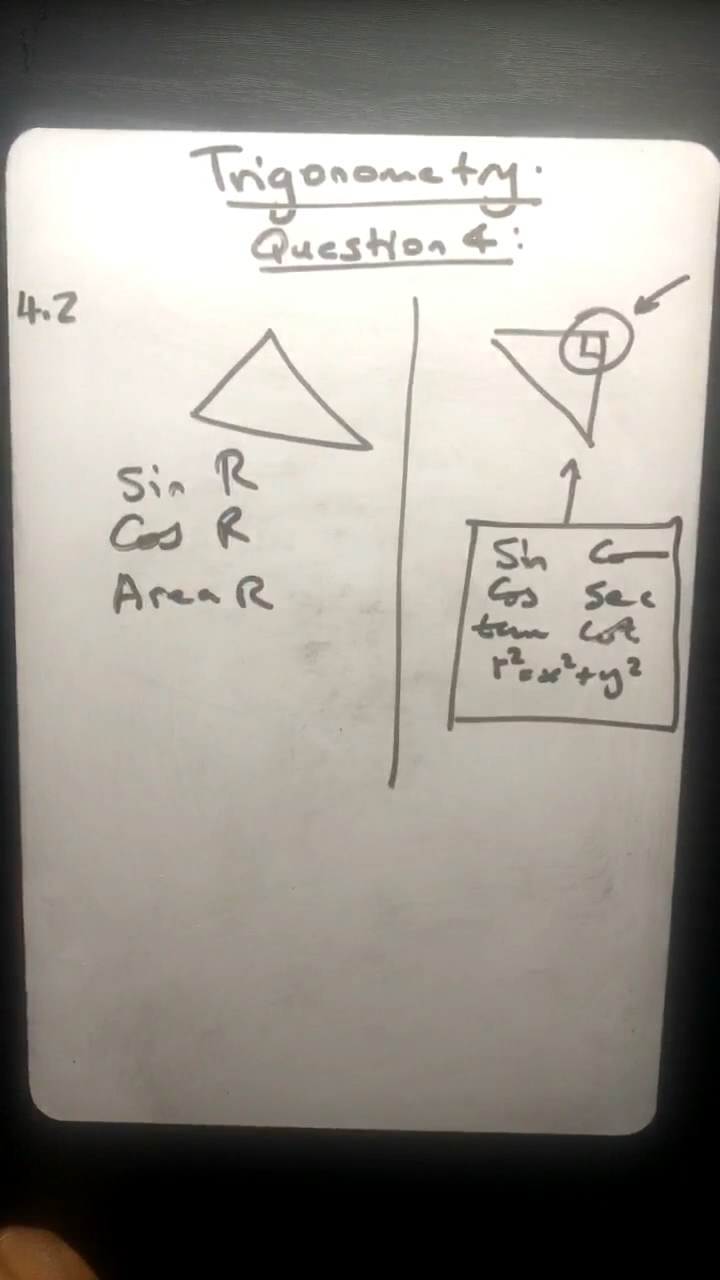 Trigonometry.
Question 4:
4.2
Sin R
Cos R
Area R
Sin
Cos Sec
tan cot
r²=x²+y²